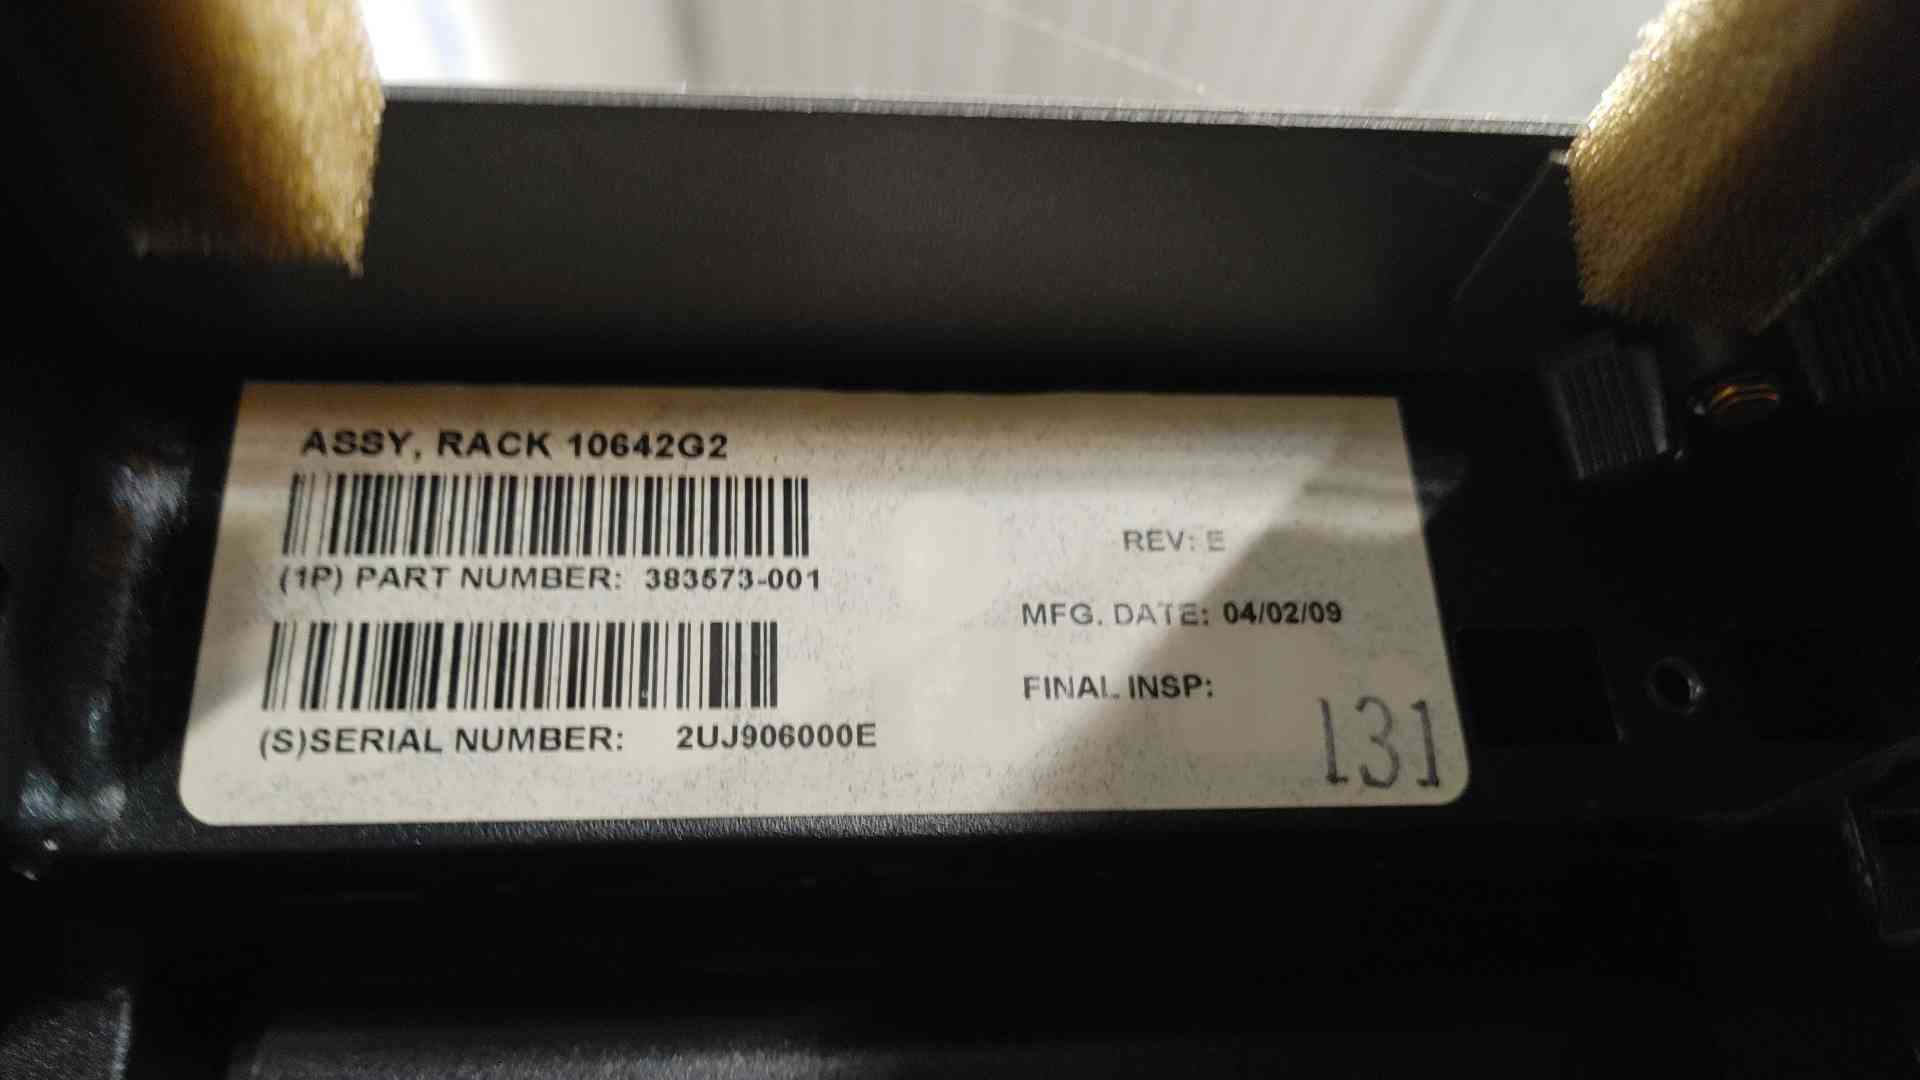 ASSY, RACK 10642G2
(1P) PART NUMBER: 383573-001
REV: E
MFG. DATE: 04/02/09
(S)SERIAL NUMBER: 2UJ906000E
FINAL INSP:
131